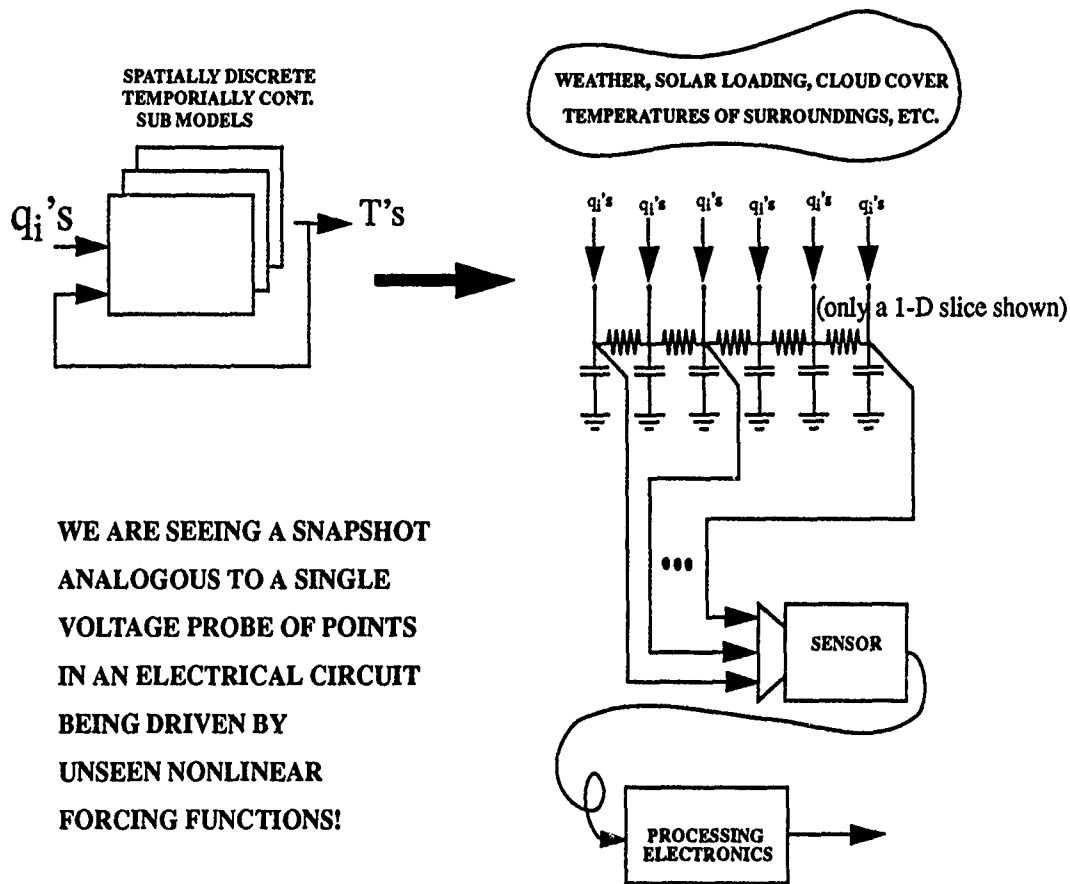 SPATIALLY DISCRETE
TEMPORIALLY CONT.
SUB MODELS
qi's
T's
WEATHER, SOLAR LOADING, CLOUD COVER
TEMPERATURES OF SURROUNDINGS, ETC.
qi's qi's qi's qi's qi's qi's
(only a 1-D slice shown)
WE ARE SEEING A SNAPSHOT
ANALOGOUS TO A SINGLE
VOLTAGE PROBE OF POINTS
IN AN ELECTRICAL CIRCUIT
BEING DRIVEN BY
UNSEEN NONLINEAR
FORCING FUNCTIONS!
SENSOR
PROCESSING
ELECTRONICS